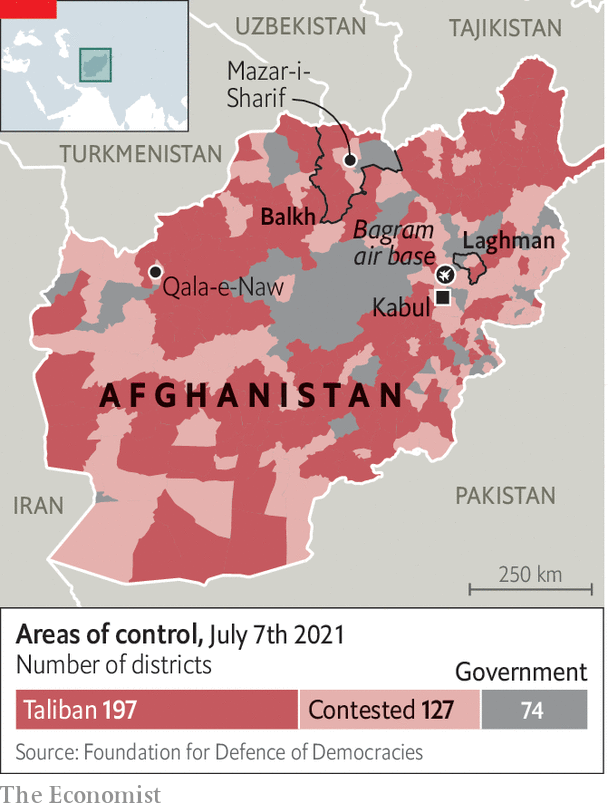 UZBEKISTAN
TAJIKISTAN
Mazar-i-
Sharif
TURKMENISTAN
Balkh
Bagram
air base
Laghman
Qala-e-Naw
Kabul
AFGHANISTAN
IRAN
PAKISTAN
250 km
Areas of control, July 7th 2021
Number of districts
Government
Taliban 197
Contested 127
74
Source: Foundation for Defence of Democracies
The Economist